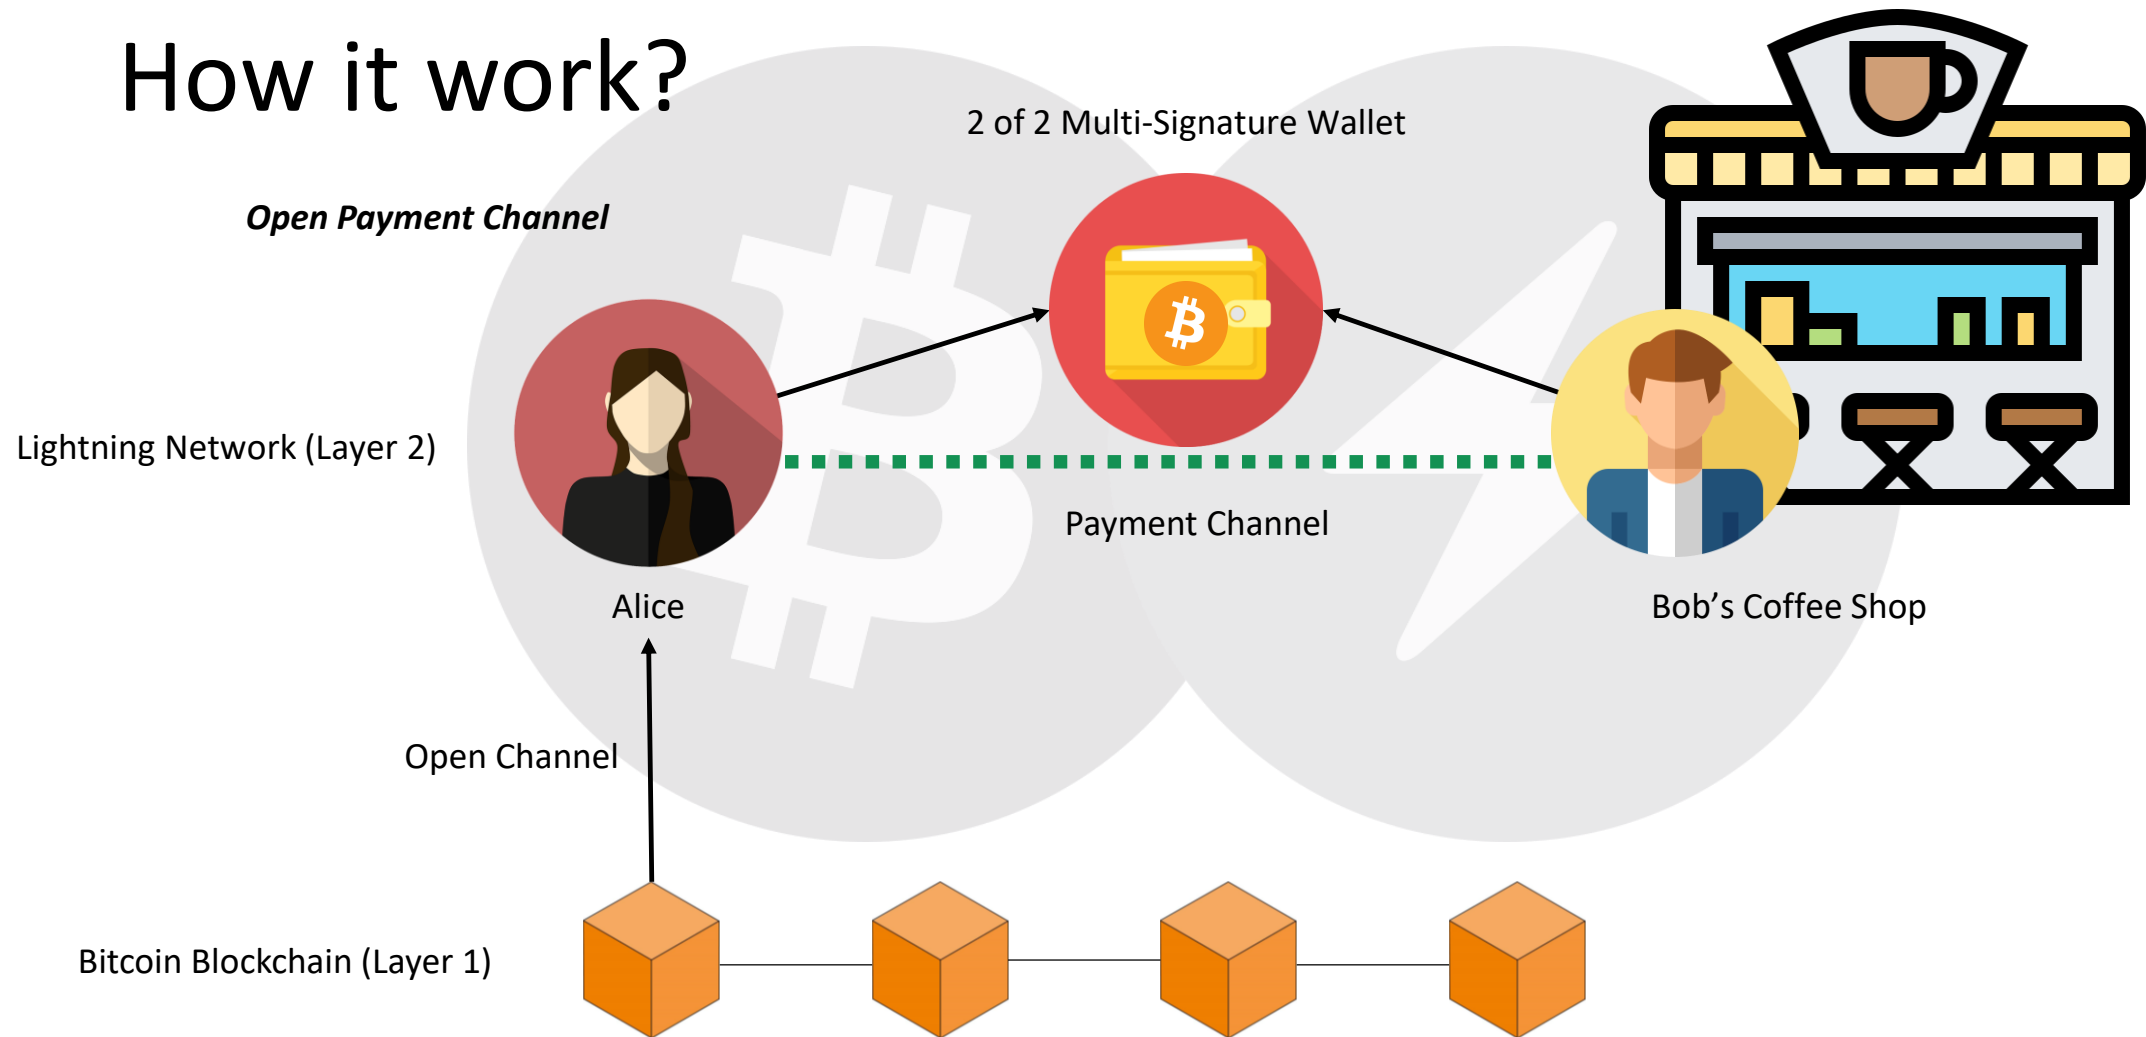 How it work?
2 of 2 Multi-Signature Wallet
Open Payment Channel
Lightning Network (Layer 2)
Payment Channel
Alice
Bob’s Coffee Shop
Open Channel
Bitcoin Blockchain (Layer 1)